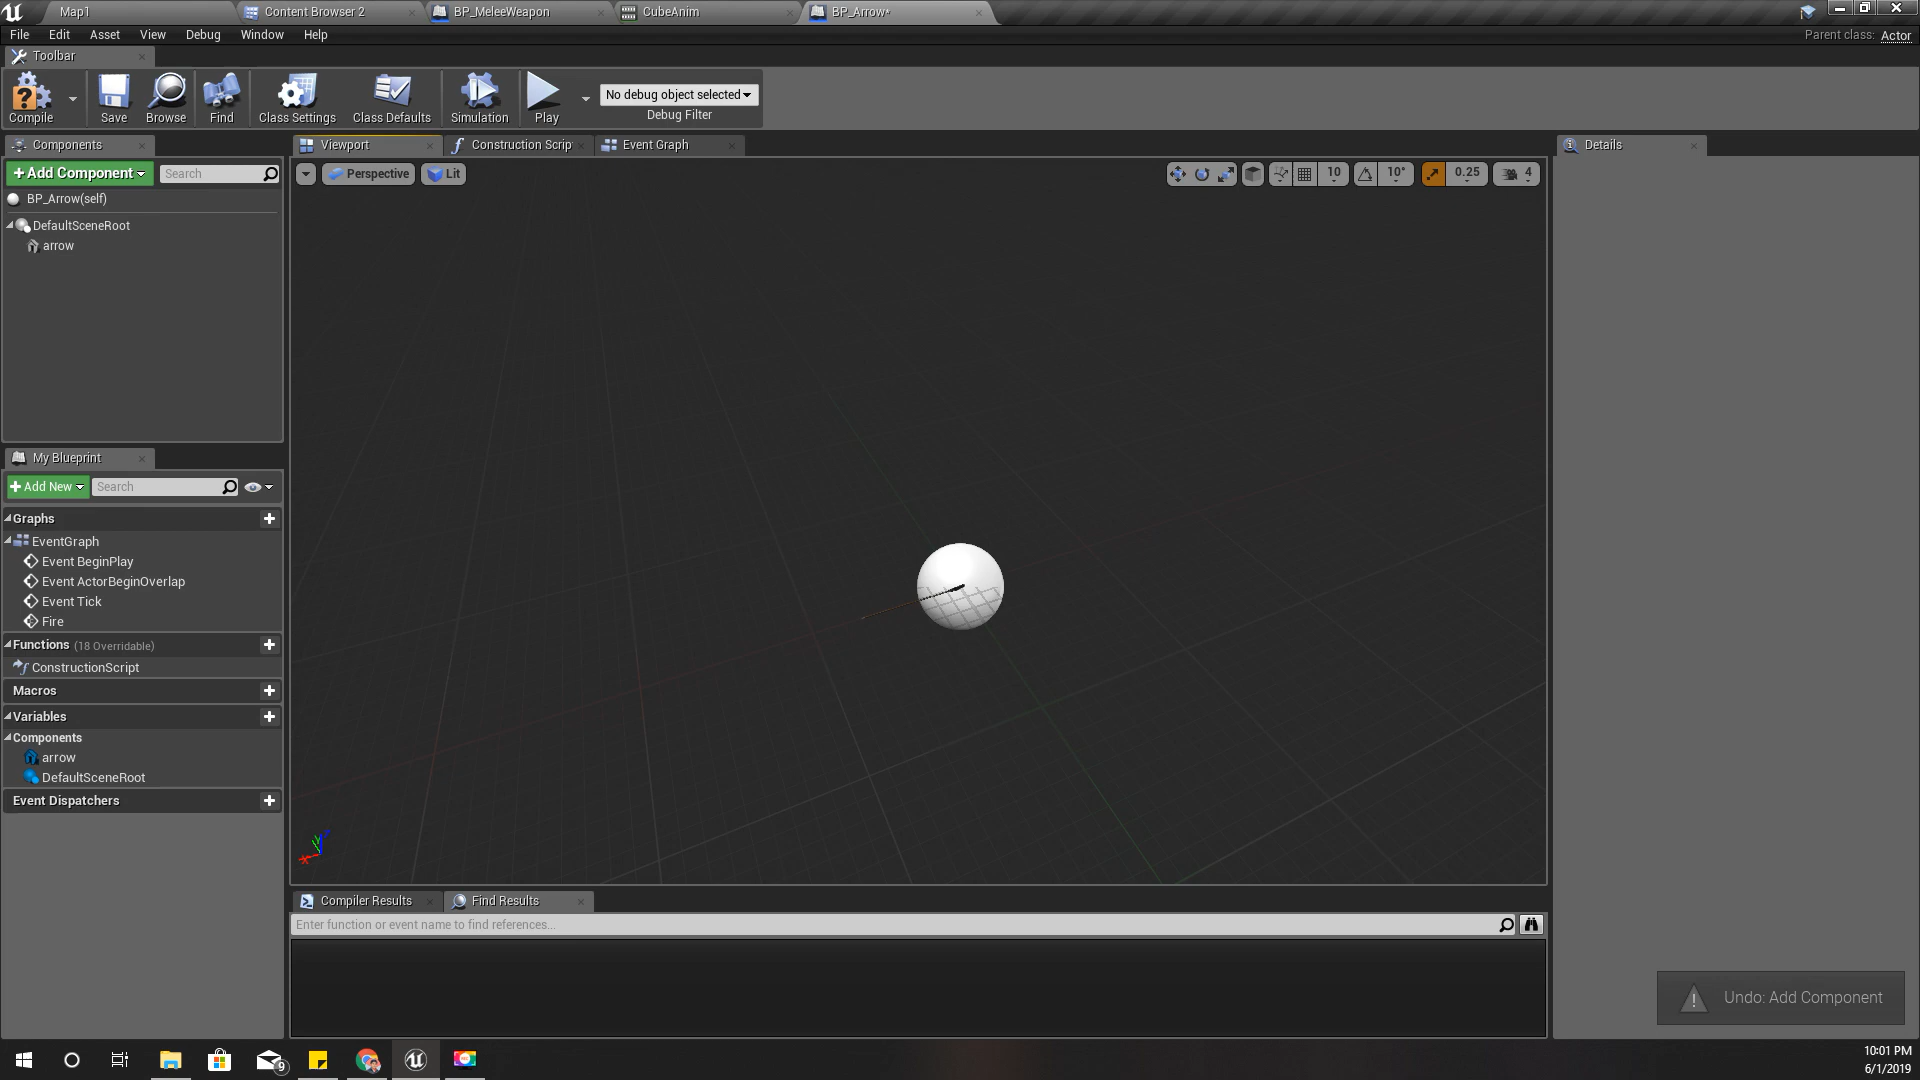 Map1
Content Browser 2
BP_MeleeWeapon
CubeAnim
BP_Arrow*
File Edit Asset View Debug Window Help
Parent class: Actor
Toolbar
Compile
Save
Browse
Find
Class Settings
Class Defaults
Simulation
Play
No debug object selected
Debug Filter
Components
+ Add Component
Search
BP_Arrow(self)
DefaultSceneRoot
arrow
My Blueprint
+ Add New
Search
Graphs
EventGraph
Event BeginPlay
Event ActorBeginOverlap
Event Tick
Fire
Functions (18 Overridable)
ConstructionScript
Macros
Variables
Components
arrow
DefaultSceneRoot
Event Dispatchers
Viewport
Construction Scrip
Event Graph
Perspective
Lit
10
10°
0.25
4
Compiler Results
Find Results
Enter function or event name to find references...
Details
Undo: Add Component
9
10:01 PM
6/1/2019